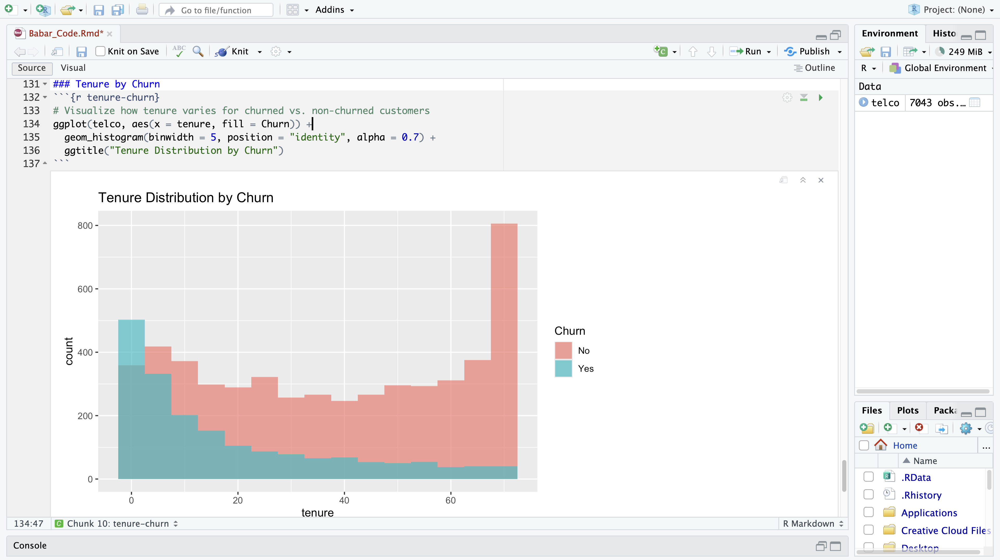 Go to file/function
Addins
Project: (None)
Babar_Code.Rmd*
Knit on Save
ABC
Knit
Run
Publish
Source
Visual
Outline
131 ### Tenure by Churn
132 ```{r tenure-churn}
133 # Visualize how tenure varies for churned vs. non-churned customers
134 ggplot(telco, aes(x = tenure, fill = Churn)) +
135 geom_histogram(binwidth = 5, position = "identity", alpha = 0.7) +
136 ggtitle("Tenure Distribution by Churn")
137 ```
Tenure Distribution by Churn
800
600
400
200
0
count
0 20 40 60
tenure
Churn
No
Yes
134:47
Chunk 10: tenure-churn
R Markdown
Console
Environment
Histo
249 MiB
R
Global Environment
Data
telco 7043 obs.…
Files
Plots
Packa
Home
...
Name
.RData
.Rhistory
Applications
Creative Cloud Files
Desktop